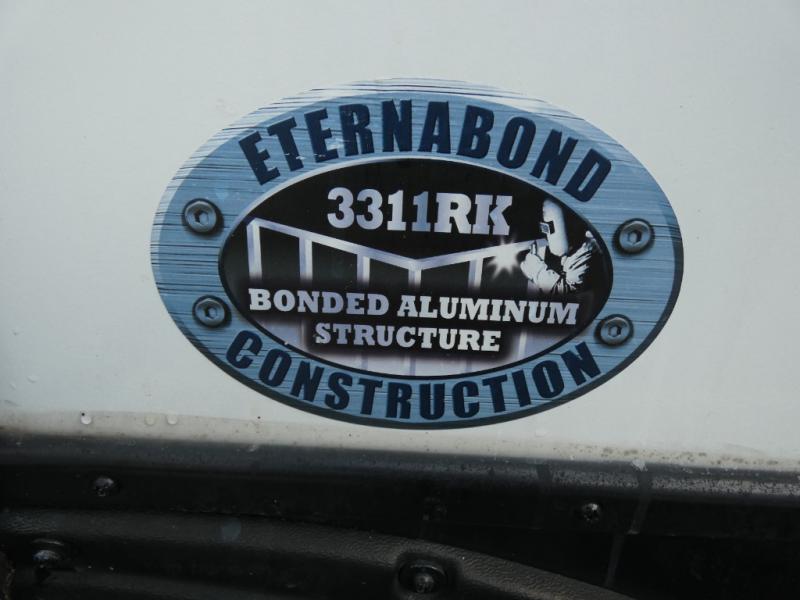 ETERNABOND
3311RK
BONDED ALUMINUM
STRUCTURE
CONSTRUCTION